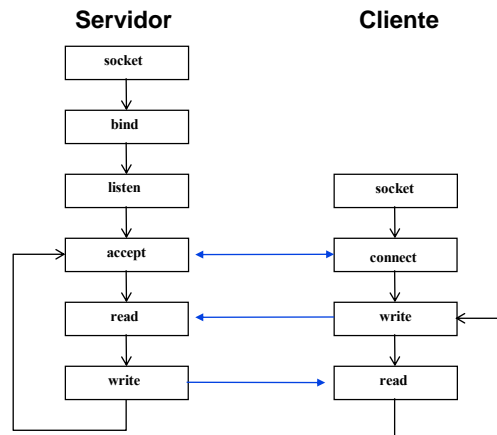 Servidor
Cliente
socket
bind
listen
socket
accept
connect
read
write
write
read